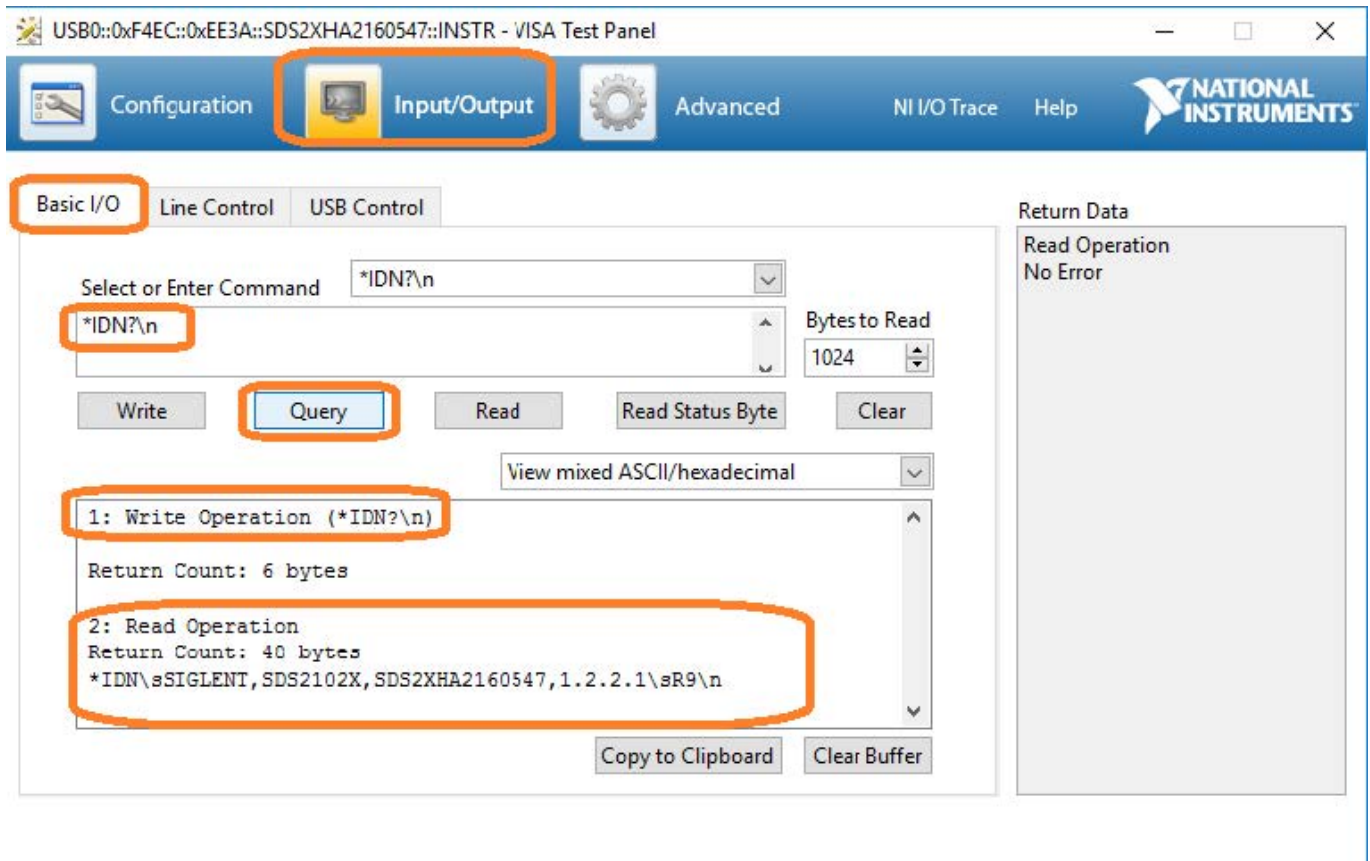 USB0::0xF4EC::0xEE3A::SDS2XHA2160547::INSTR - VISA Test Panel
Configuration
Input/Output
Advanced
NI I/O Trace
Help
NATIONAL INSTRUMENTS
Basic I/O
Line Control
USB Control
Select or Enter Command
*IDN?\n
*IDN?\n
Bytes to Read
1024
Write
Query
Read
Read Status Byte
Clear
View mixed ASCII/hexadecimal
1: Write Operation (*IDN?\n)
Return Count: 6 bytes
2: Read Operation
Return Count: 40 bytes
*IDN\sSIGLENT,SDS2102X,SDS2XHA2160547,1.2.2.1\sR9\n
Copy to Clipboard
Clear Buffer
Return Data
Read Operation
No Error